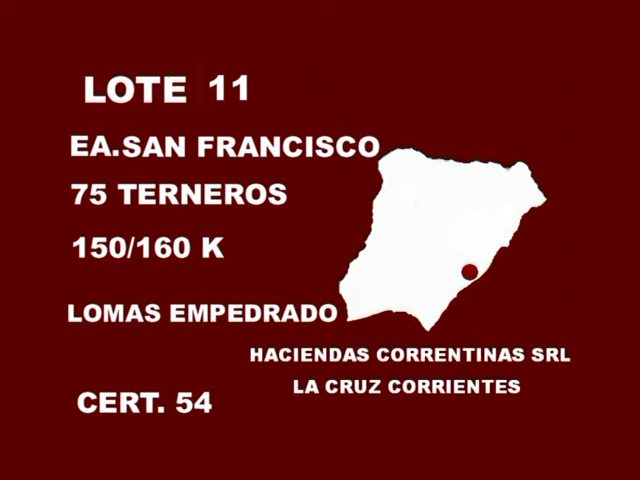 LOTE 11
EA.SAN FRANCISCO
75 TERNEROS
150/160 K
LOMAS EMPEDRADO
HACIENDAS CORRENTINAS SRL
LA CRUZ CORRIENTES
CERT. 54